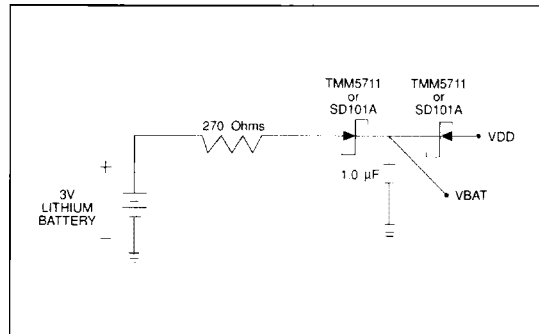 TMM5711
or
SD101A
TMM5711
or
SD101A
270 Ohms
VDD
+
1.0 µF
3V
LITHIUM
BATTERY
VBAT
−